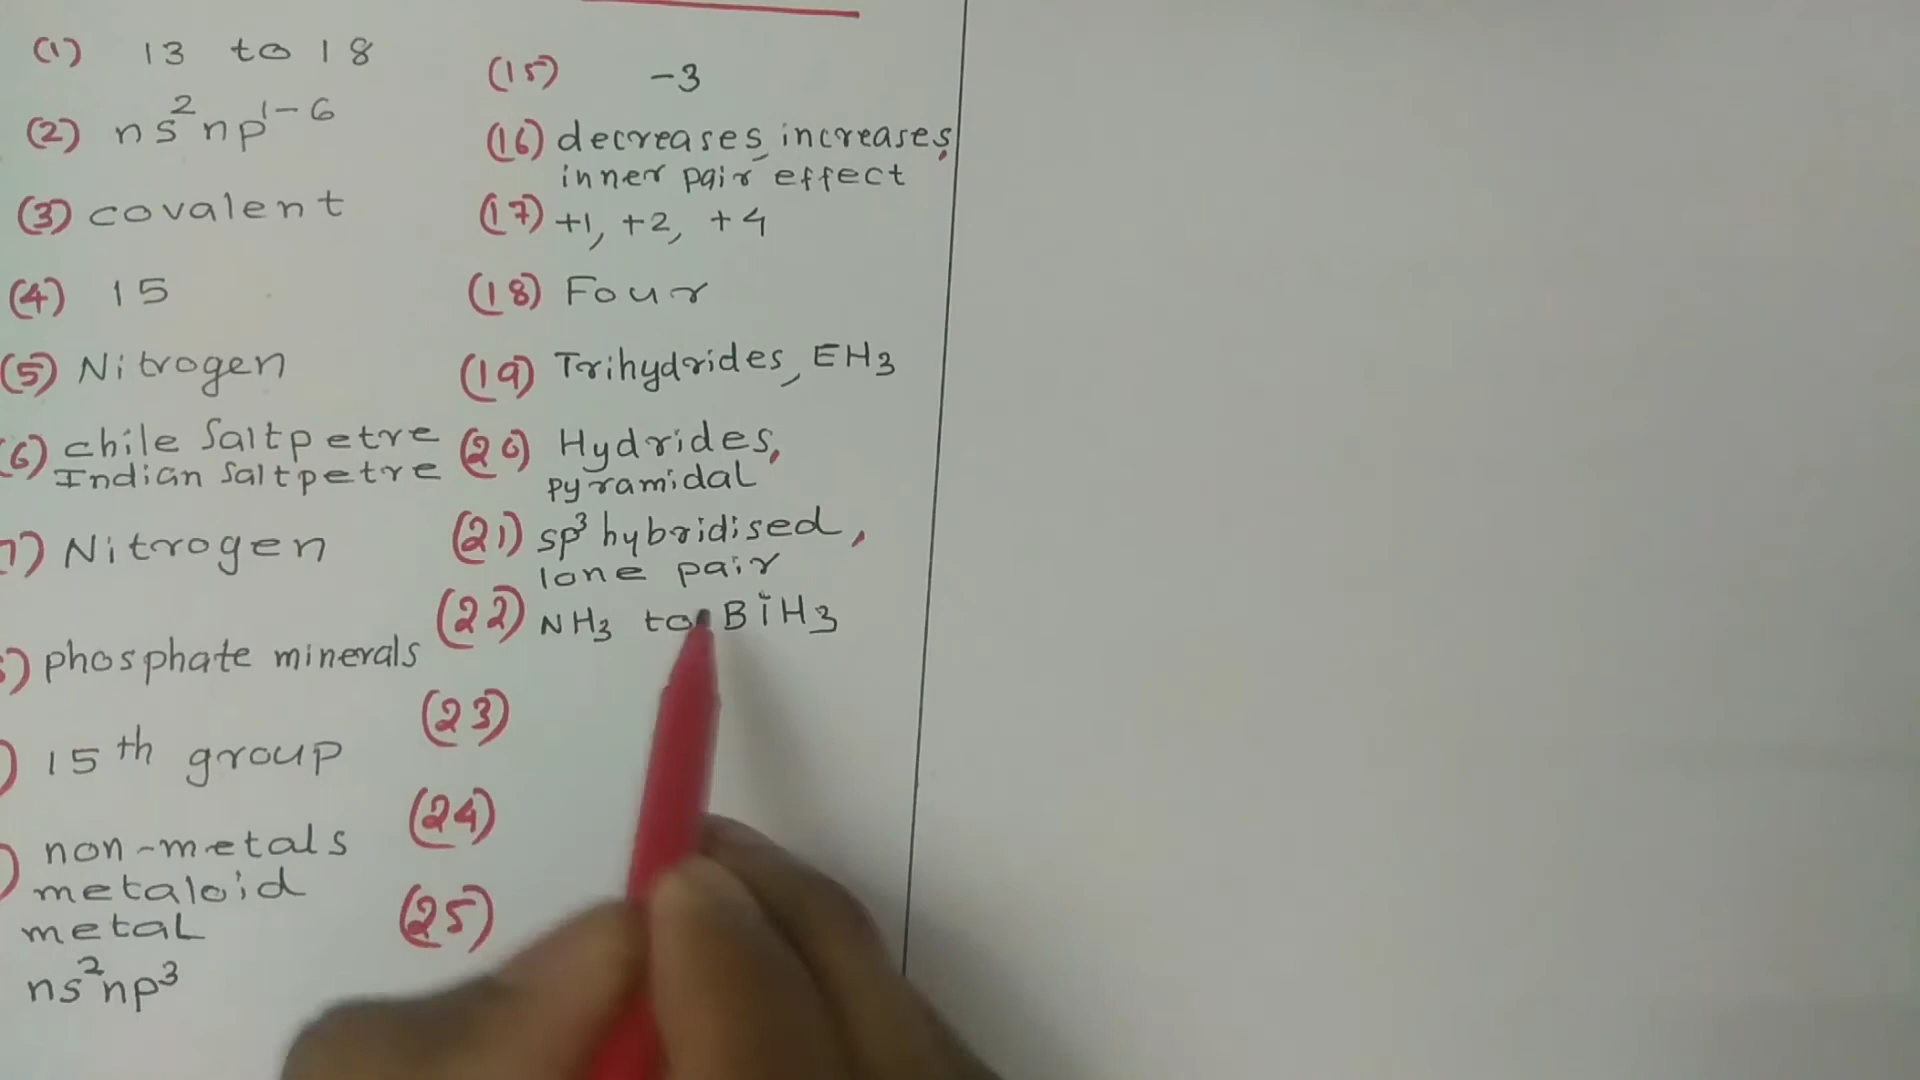 (1) 13 to 18
(2) ns²np¹⁻⁶
(3) covalent
(4) 15
(5) Nitrogen
6) chile Saltpetre
Indian Saltpetre
7) Nitrogen
) phosphate minerals
) 15th group
) non-metals
metaloid
metal
ns²np³
(15) -3
(16) decreases, increases,
inner pair effect
(17) +1, +2, +4
(18) Four
(19) Trihydrides, EH3
(20) Hydrides,
pyramidal
(21) sp³ hybridised,
lone pair
(22) NH3 to BiH3
(23)
(24)
(25)